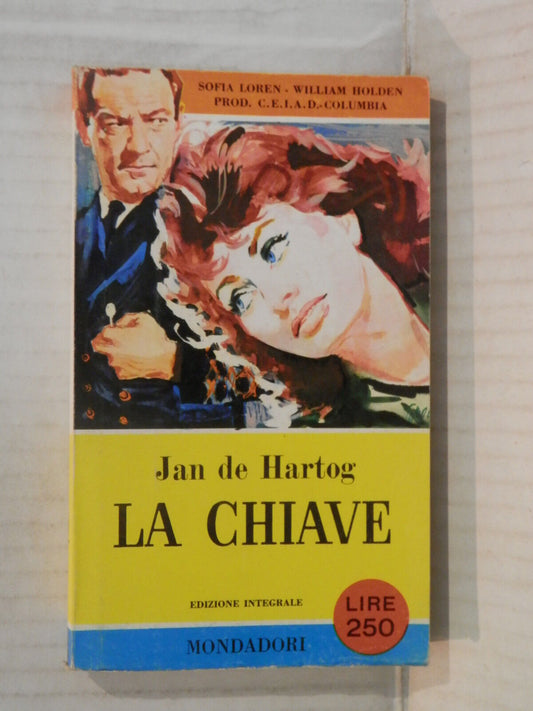 SOFIA LOREN - WILLIAM HOLDEN
PROD. C.E.I.A.D.-COLUMBIA
Jan de Hartog
LA CHIAVE
EDIZIONE INTEGRALE
LIRE
250
MONDADORI